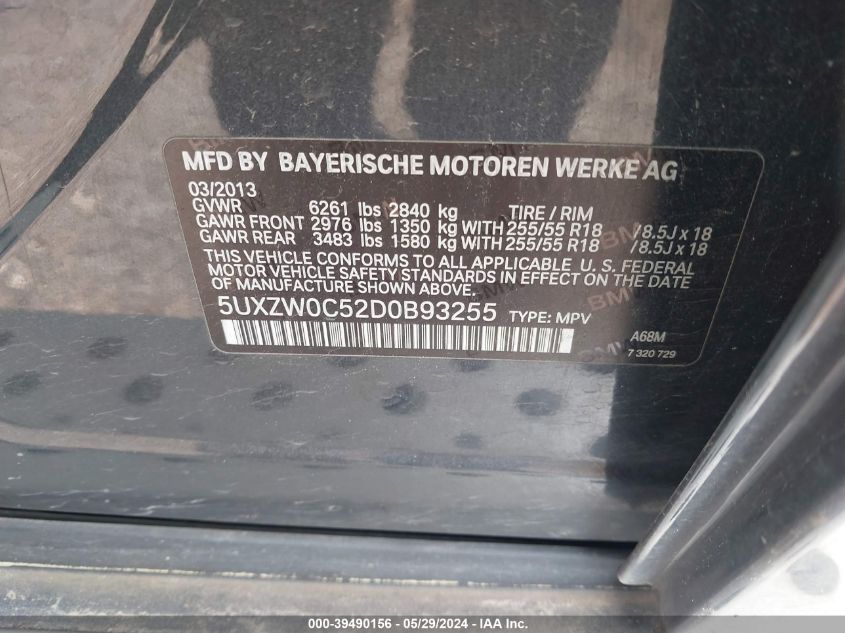 MFD BY BAYERISCHE MOTOREN WERKE AG
03/2013
GVWR 6261 lbs 2840 kg TIRE / RIM
GAWR FRONT 2976 lbs 1350 kg WITH 255/55 R18 /8.5J x 18
GAWR REAR 3483 lbs 1580 kg WITH 255/55 R18 /8.5J x 18
THIS VEHICLE CONFORMS TO ALL APPLICABLE U. S. FEDERAL
MOTOR VEHICLE SAFETY STANDARDS IN EFFECT ON THE DATE
OF MANUFACTURE SHOWN ABOVE.
5UXZW0C52D0B93255 TYPE: MPV
A68M
7 320 729
000-39490156 - 05/29/2024 - IAA, Inc.